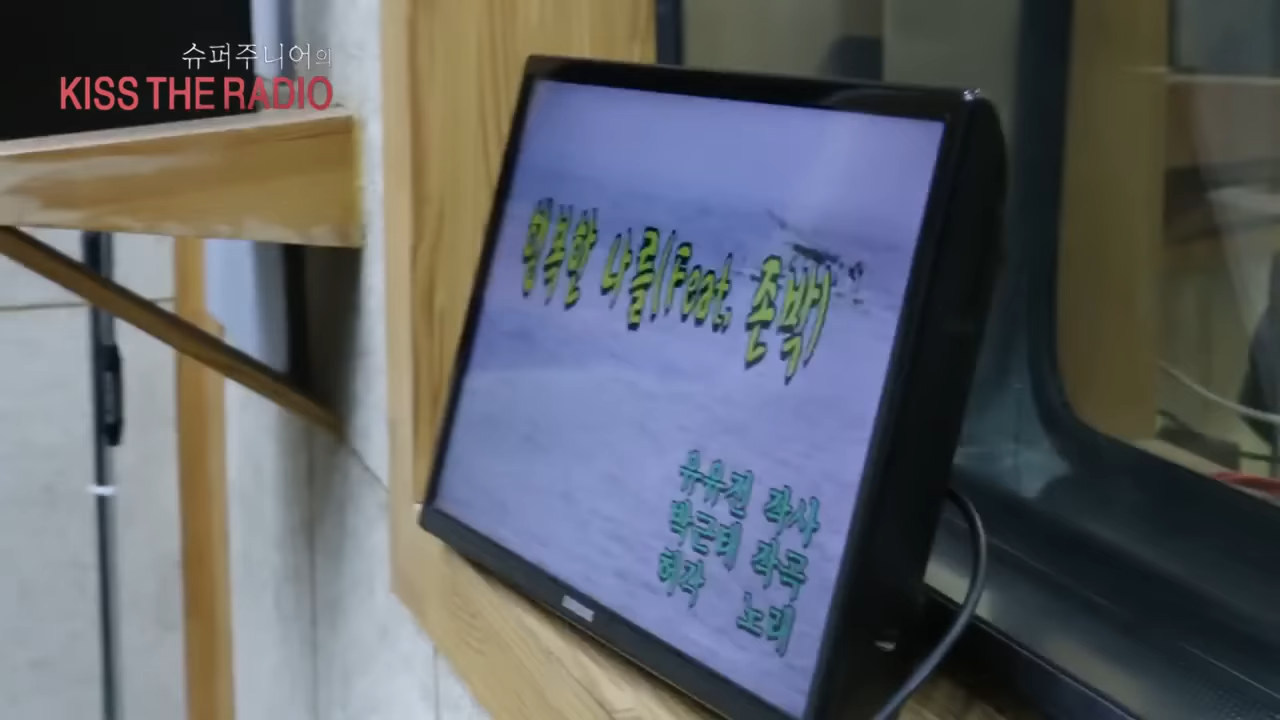 슈퍼주니어의
KISS THE RADIO
행복한 나를(Feat. 존박)
유유진 작사
박근태 작곡
허각 노래